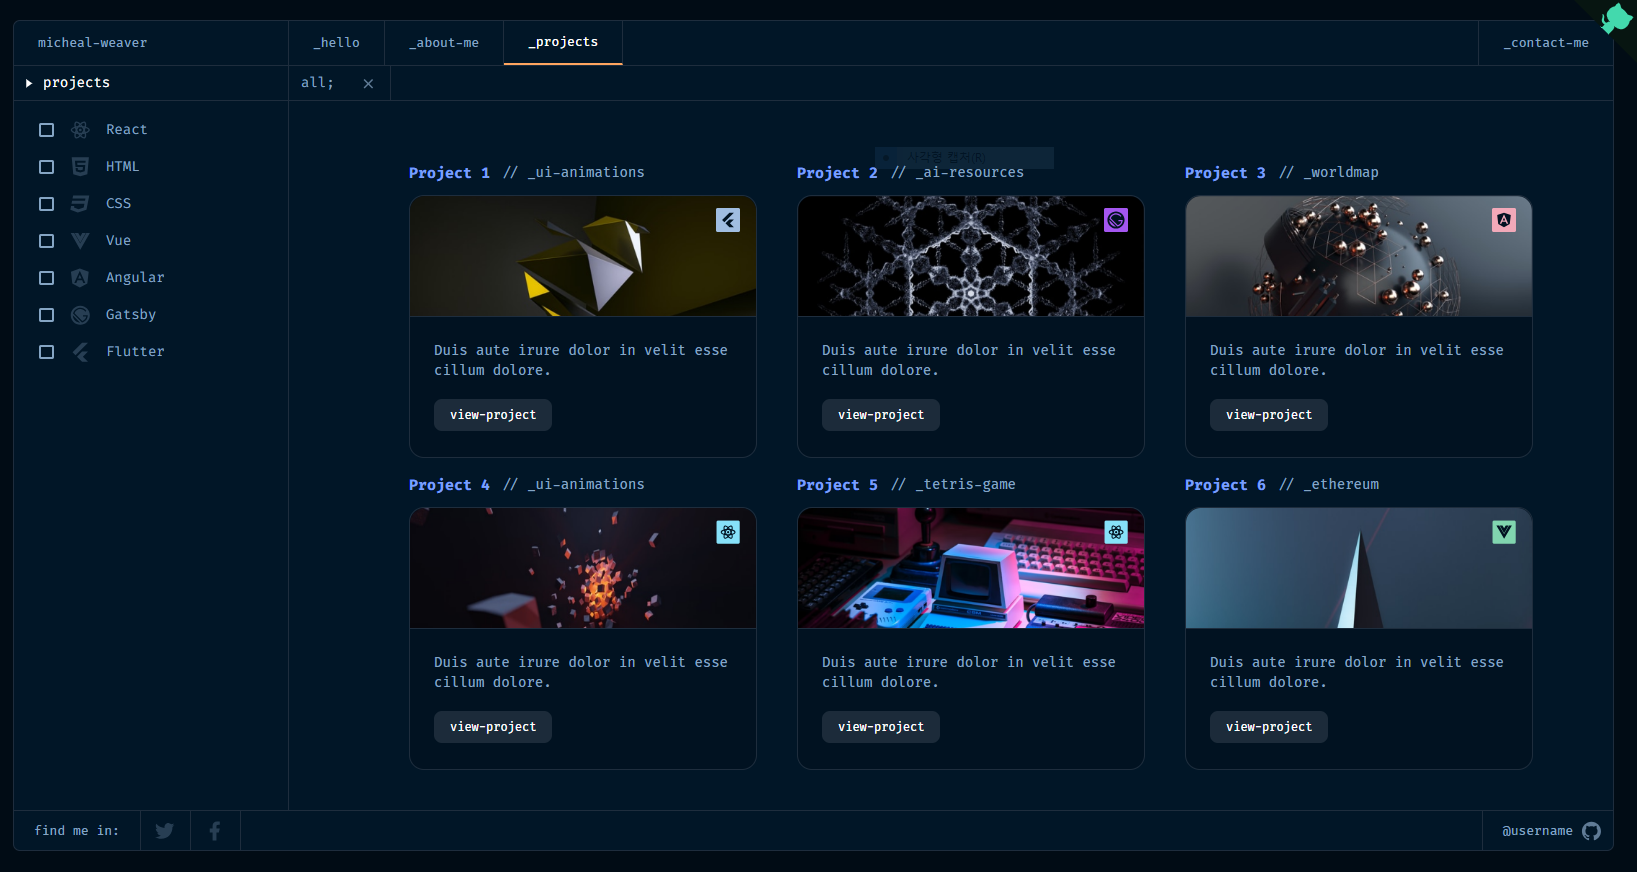 micheal-weaver
_hello
_about-me
_projects
_contact-me
projects
all;
React
HTML
CSS
Vue
Angular
Gatsby
Flutter
사각형 캡처(R)
Project 1 // _ui-animations
Project 2 // _ai-resources
Project 3 // _worldmap
Duis aute irure dolor in velit esse
cillum dolore.
view-project
Duis aute irure dolor in velit esse
cillum dolore.
view-project
Duis aute irure dolor in velit esse
cillum dolore.
view-project
Project 4 // _ui-animations
Project 5 // _tetris-game
Project 6 // _ethereum
Duis aute irure dolor in velit esse
cillum dolore.
view-project
Duis aute irure dolor in velit esse
cillum dolore.
view-project
Duis aute irure dolor in velit esse
cillum dolore.
view-project
find me in:
@username